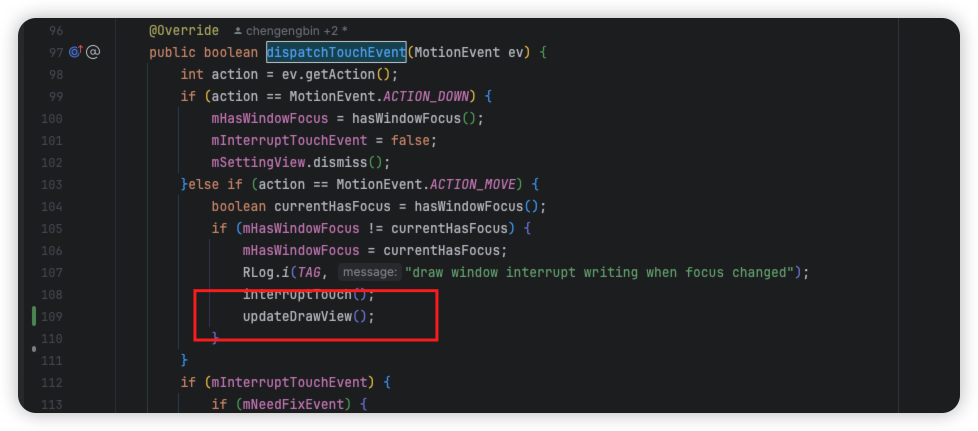 96 @Override chengengbin +2 *
97 public boolean dispatchTouchEvent(MotionEvent ev) {
98 int action = ev.getAction();
99 if (action == MotionEvent.ACTION_DOWN) {
100 mHasWindowFocus = hasWindowFocus();
101 mInterruptTouchEvent = false;
102 mSettingView.dismiss();
103 }else if (action == MotionEvent.ACTION_MOVE) {
104 boolean currentHasFocus = hasWindowFocus();
105 if (mHasWindowFocus != currentHasFocus) {
106 mHasWindowFocus = currentHasFocus;
107 RLog.i(TAG, message: "draw window interrupt writing when focus changed");
108 interruptTouch();
109 updateDrawView();
110 }
111 }
112 if (mInterruptTouchEvent) {
113 if (mNeedFixEvent) {